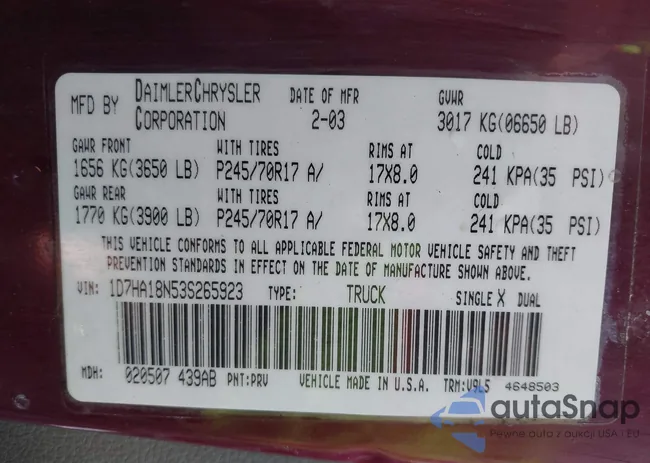 MFD BY DAIMLERCHRYSLER CORPORATION DATE OF MFR 2-03 GVWR 3017 KG(06650 LB)
GAWR FRONT WITH TIRES RIMS AT COLD
1656 KG(3650 LB) P245/70R17 A/ 17X8.0 241 KPA(35 PSI)
GAWR REAR WITH TIRES RIMS AT COLD
1770 KG(3900 LB) P245/70R17 A/ 17X8.0 241 KPA(35 PSI)
THIS VEHICLE CONFORMS TO ALL APPLICABLE FEDERAL MOTOR VEHICLE SAFETY AND THEFT
PREVENTION STANDARDS IN EFFECT ON THE DATE OF MANUFACTURE SHOWN ABOVE.
VIN: 1D7HA18N53S265923 TYPE: TRUCK SINGLE X DUAL
MDH: 020507 439AB PNT:PRV VEHICLE MADE IN U.S.A. TRM:V9L5 4648503
autaSnap
Pewne auta z aukcji USA - EU